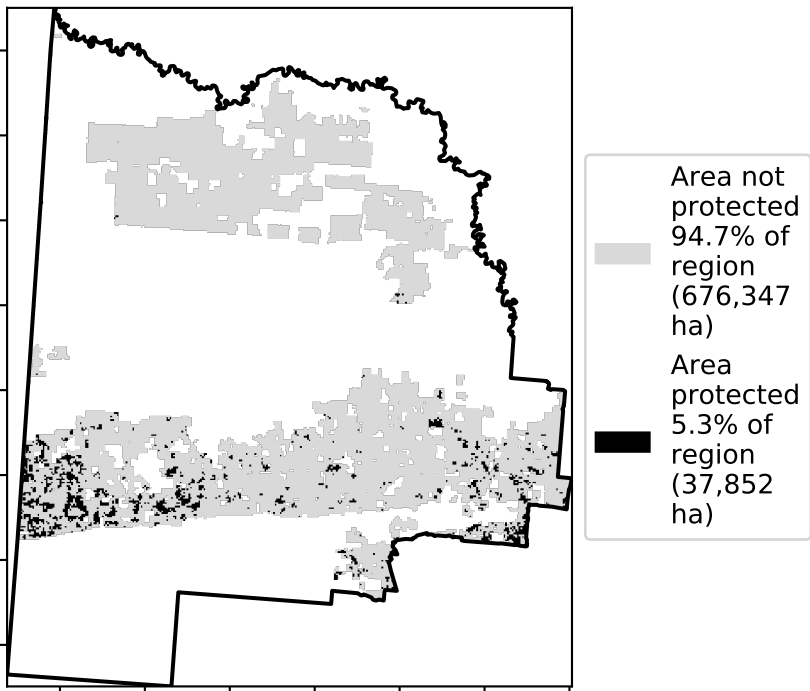 Area not
protected
94.7% of
region
(676,347
ha)
Area
protected
5.3% of
region
(37,852
ha)